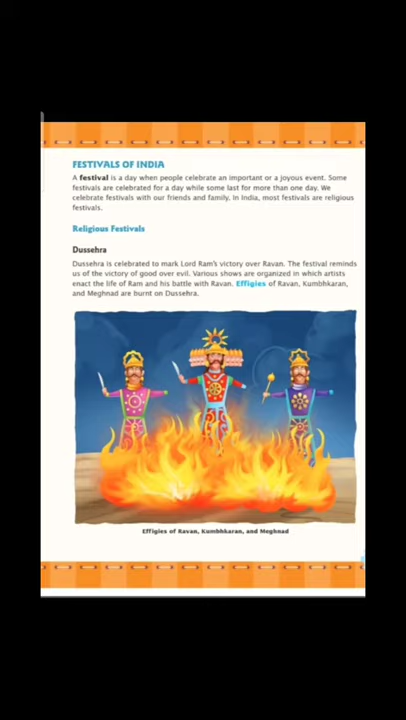 FESTIVALS OF INDIA
A festival is a day when people celebrate an important or a joyous event. Some
festivals are celebrated for a day while some last for more than one day. We
celebrate festivals with our friends and family. In India, most festivals are religious
festivals.
Religious Festivals
Dussehra
Dussehra is celebrated to mark Lord Ram's victory over Ravan. The festival reminds
us of the victory of good over evil. Various shows are organized in which artists
enact the life of Ram and his battle with Ravan. Effigies of Ravan, Kumbhkaran,
and Meghnad are burnt on Dussehra.
Effigies of Ravan, Kumbhkaran, and Meghnad